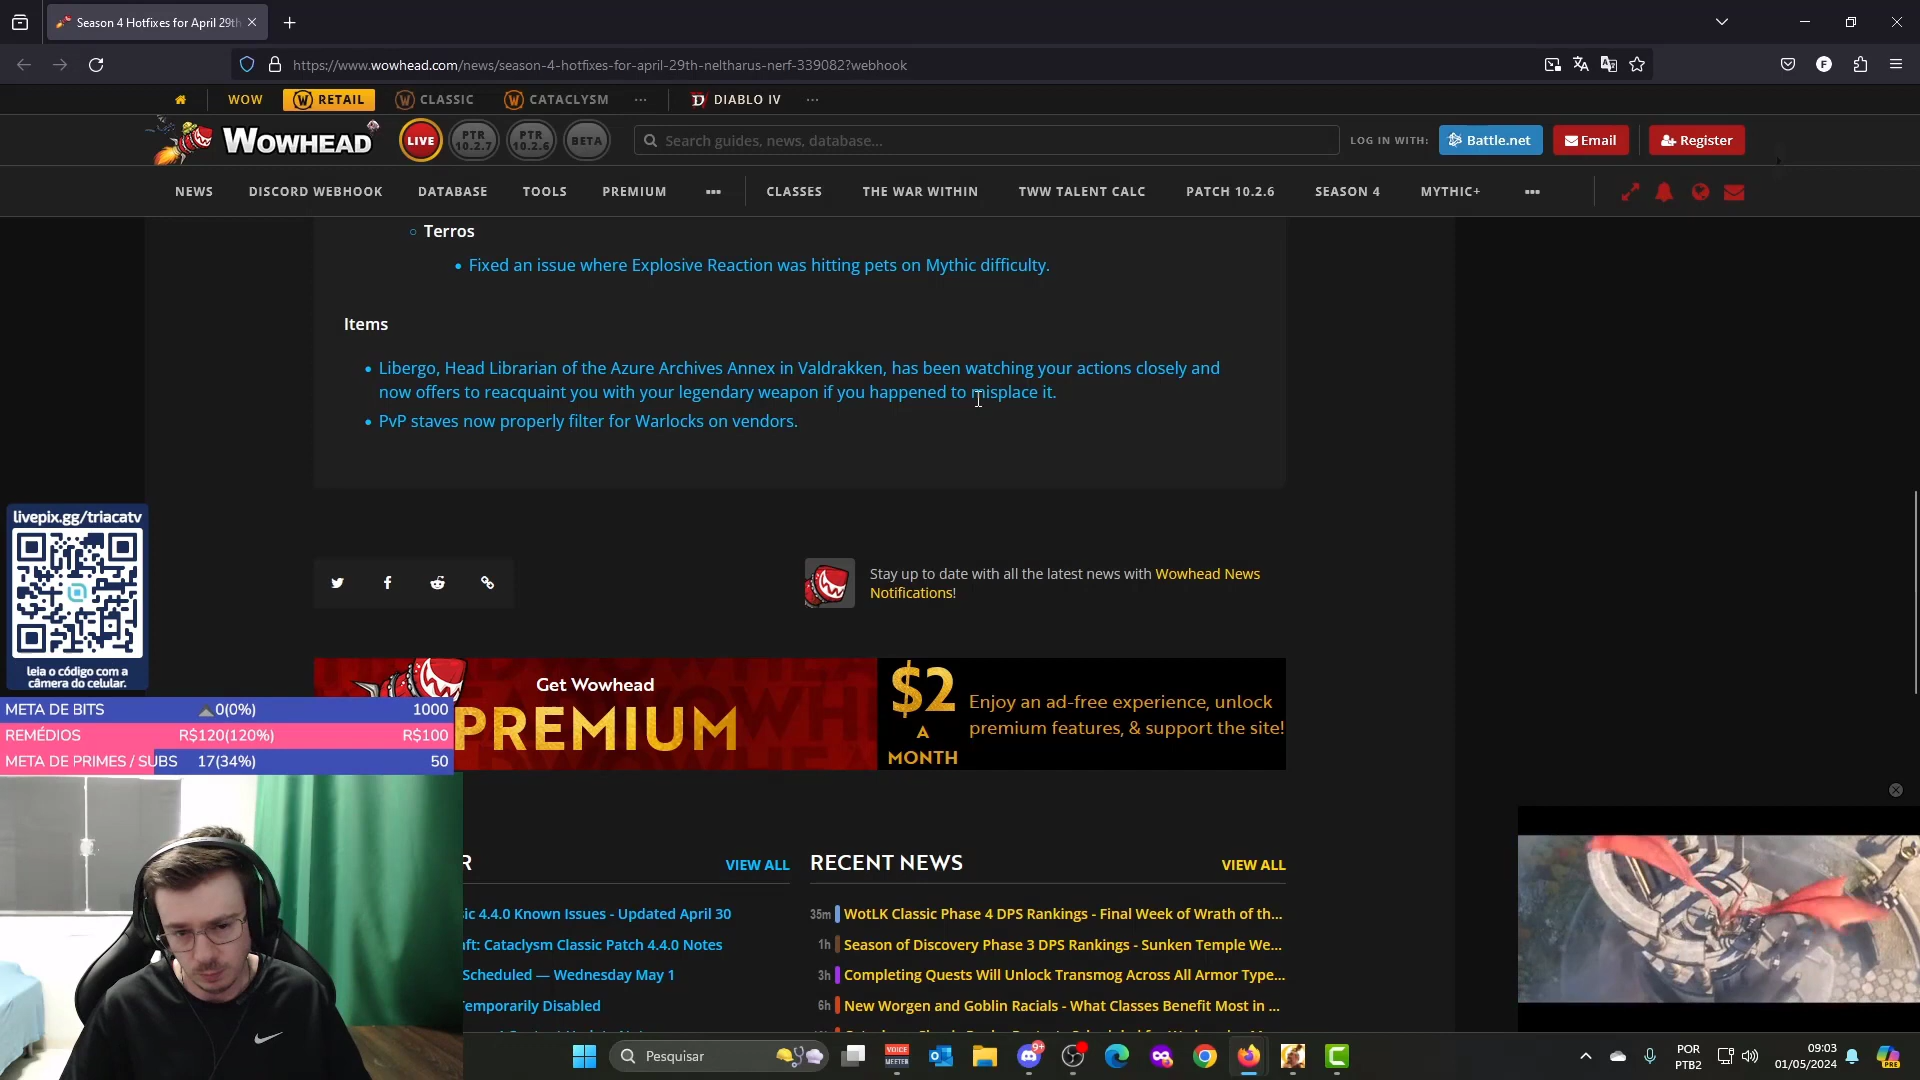 Season 4 Hotfixes for April 29th
https://www.wowhead.com/news/season-4-hotfixes-for-april-29th-neltharus-nerf-339082?webhook
WOW RETAIL CLASSIC CATACLYSM ... DIABLO IV ...
WOWHEAD LIVE PTR 10.2.7 PTR 10.2.6 BETA Search guides, news, database... LOG IN WITH: Battle.net Email Register
NEWS DISCORD WEBHOOK DATABASE TOOLS PREMIUM ... CLASSES THE WAR WITHIN TWW TALENT CALC PATCH 10.2.6 SEASON 4 MYTHIC+ ...
Terros
Fixed an issue where Explosive Reaction was hitting pets on Mythic difficulty.
Items
Libergo, Head Librarian of the Azure Archives Annex in Valdrakken, has been watching your actions closely and
now offers to reacquaint you with your legendary weapon if you happened to misplace it.
PvP staves now properly filter for Warlocks on vendors.
livepix.gg/triacatv
leia o código com a
câmera do celular.
Stay up to date with all the latest news with Wowhead News
Notifications!
Get Wowhead
PREMIUM
$2
A
MONTH
Enjoy an ad-free experience, unlock
premium features, & support the site!
META DE BITS 0(0%) 1000
REMÉDIOS R$120(120%) R$100
META DE PRIMES / SUBS 17(34%) 50
R VIEW ALL
ic 4.4.0 Known Issues - Updated April 30
ft: Cataclysm Classic Patch 4.4.0 Notes
Scheduled — Wednesday May 1
Temporarily Disabled
RECENT NEWS VIEW ALL
35m WotLK Classic Phase 4 DPS Rankings - Final Week of Wrath of th...
1h Season of Discovery Phase 3 DPS Rankings - Sunken Temple We...
3h Completing Quests Will Unlock Transmog Across All Armor Type...
6h New Worgen and Goblin Racials - What Classes Benefit Most in ...
Pesquisar
VOICE
MEETER
9+
POR
PTB2
09:03
01/05/2024
PRE